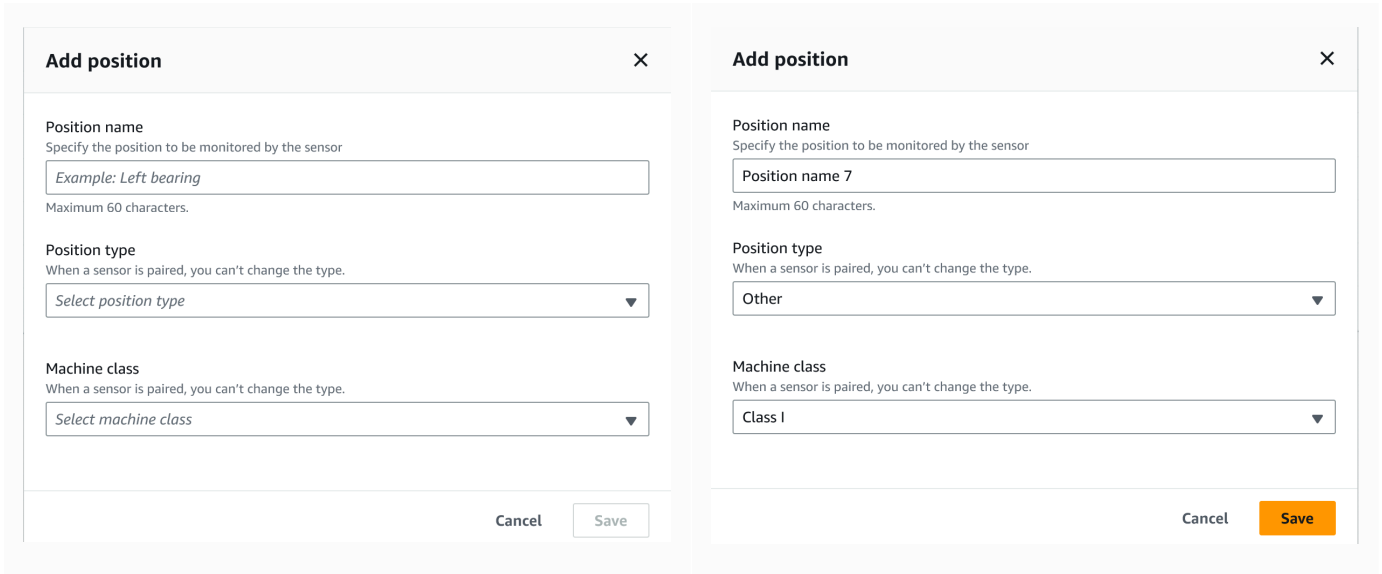 Add position
Position name
Specify the position to be monitored by the sensor
Example: Left bearing
Maximum 60 characters.
Position type
When a sensor is paired, you can't change the type.
Select position type
Machine class
When a sensor is paired, you can't change the type.
Select machine class
Cancel
Save
Add position
Position name
Specify the position to be monitored by the sensor
Position name 7
Maximum 60 characters.
Position type
When a sensor is paired, you can't change the type.
Other
Machine class
When a sensor is paired, you can't change the type.
Class I
Cancel
Save